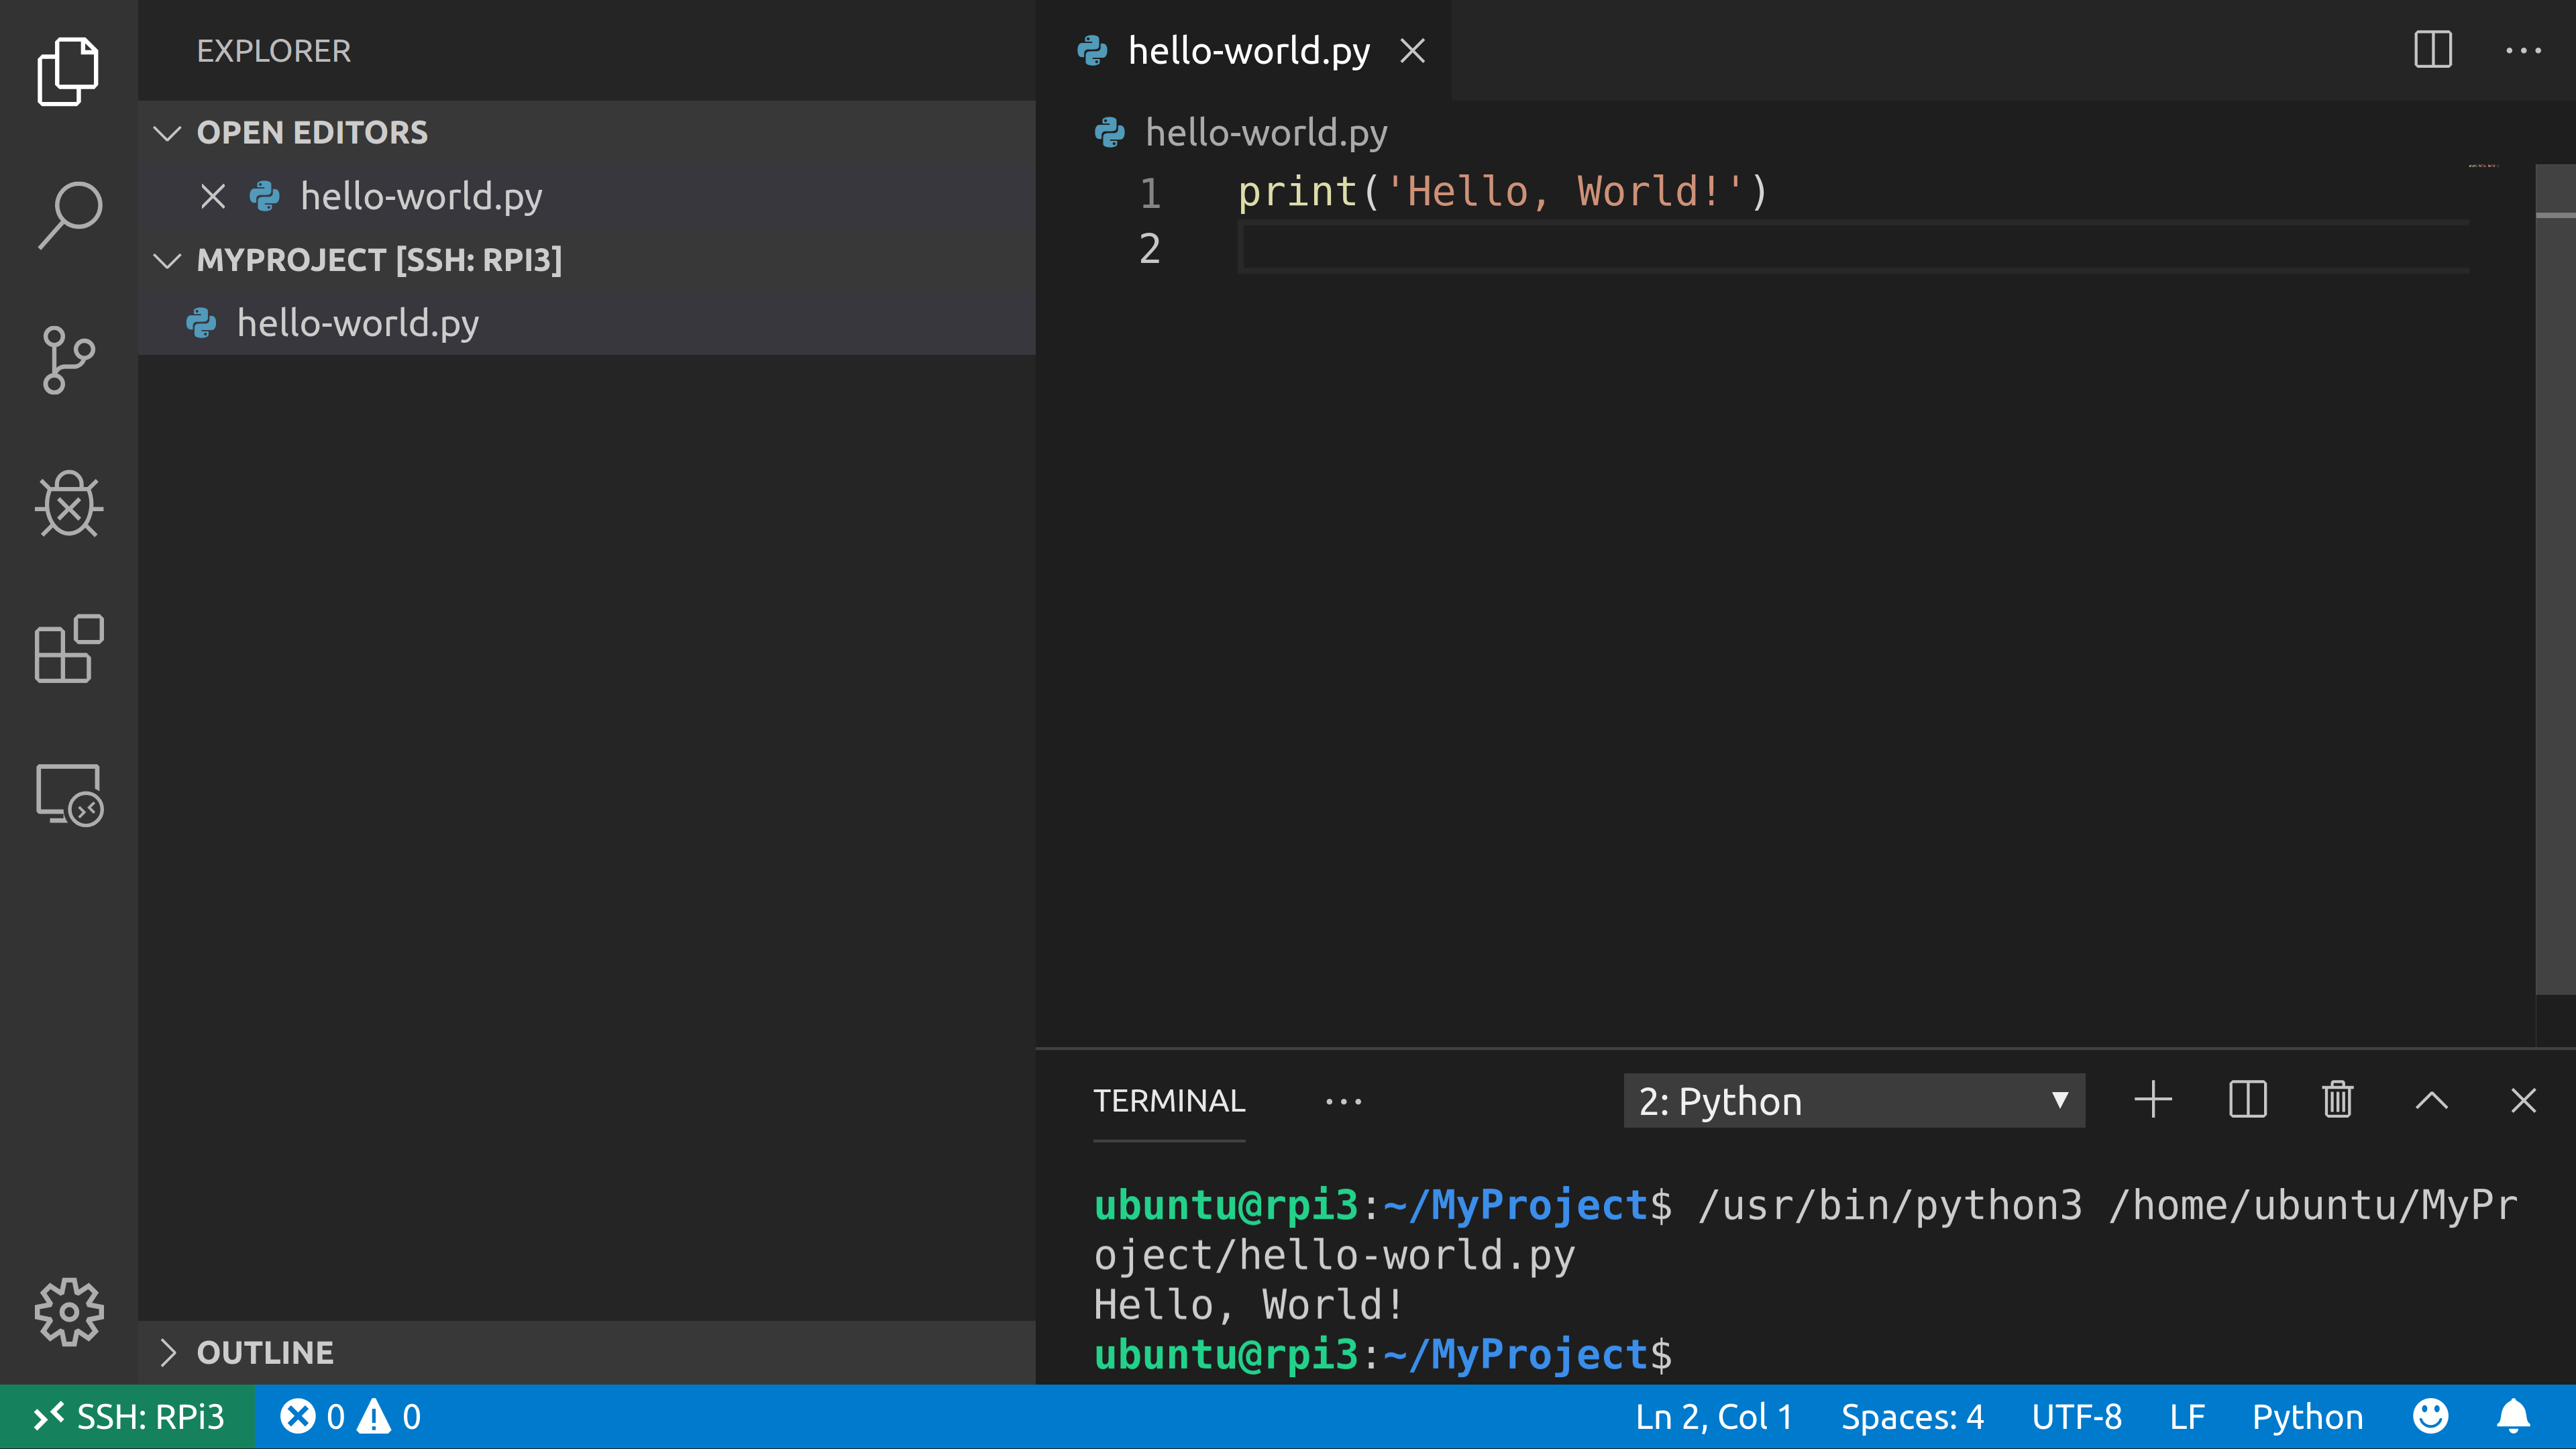 EXPLORER
OPEN EDITORS
hello-world.py
MYPROJECT [SSH: RPI3]
hello-world.py
OUTLINE
hello-world.py
hello-world.py
1 print('Hello, World!')
2
TERMINAL
2: Python
ubuntu@rpi3:~/MyProject$ /usr/bin/python3 /home/ubuntu/MyPr
oject/hello-world.py
Hello, World!
ubuntu@rpi3:~/MyProject$
SSH: RPi3 0 0 Ln 2, Col 1 Spaces: 4 UTF-8 LF Python